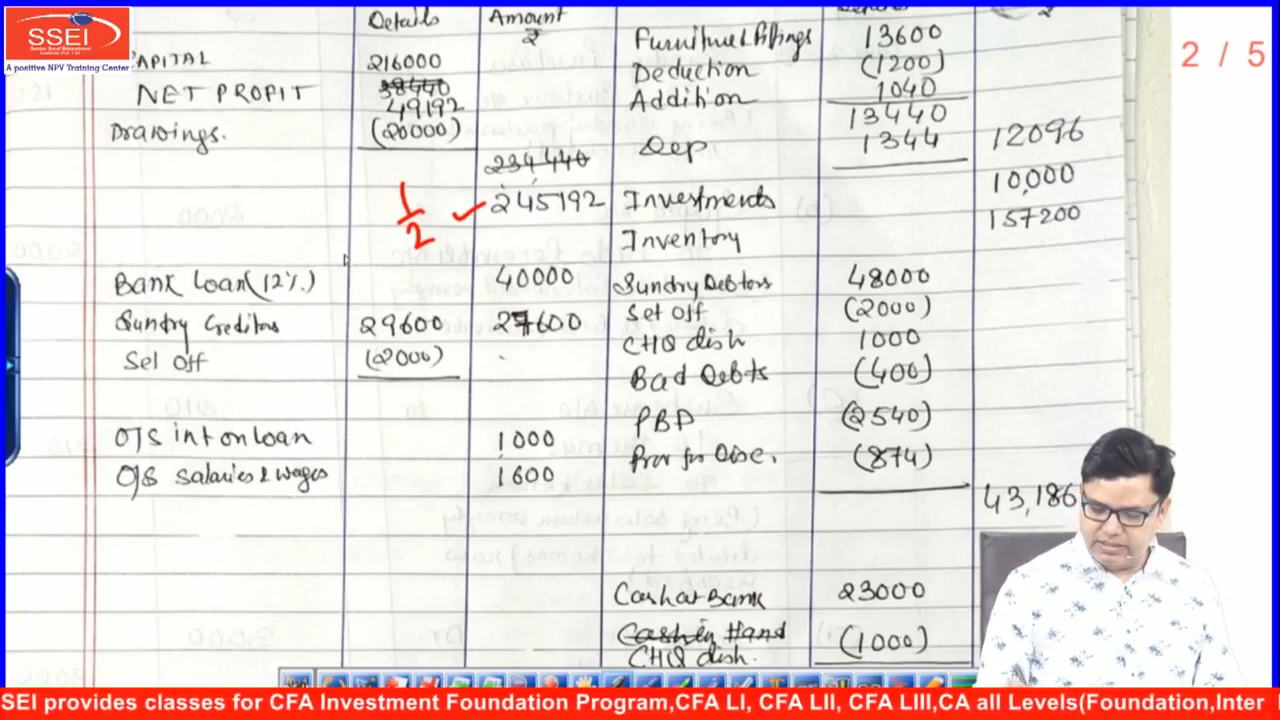 SSEI
A positive NPV Training Center
2 / 5
Details Amount
₹ ₹
CAPITAL 216000
NET PROFIT 38440
49192
Drawings. (20000)
234440
1/2 ✓ 245192
Bank Loan (12%.) 40000
Sundry Creditors 29600 27600
Set off (2000)
O/S int on loan 1000
O/S salaries & wages 1600
Furniture & Fittings 13600
Deduction (1200)
Addition 1040
13440
Dep 1344 12096
Investments 10,000
Inventory 157200
Sundry Debtors 48000
Set off (2000)
CHQ dish 1000
Bad Debts (400)
PBD (2540)
Prov for Disc. (874)
43,186
Cash at Bank 23000
Cash in Hand
CHQ dish. (1000)
SEI provides classes for CFA Investment Foundation Program,CFA LI, CFA LII, CFA LIII,CA all Levels(Foundation,Inter